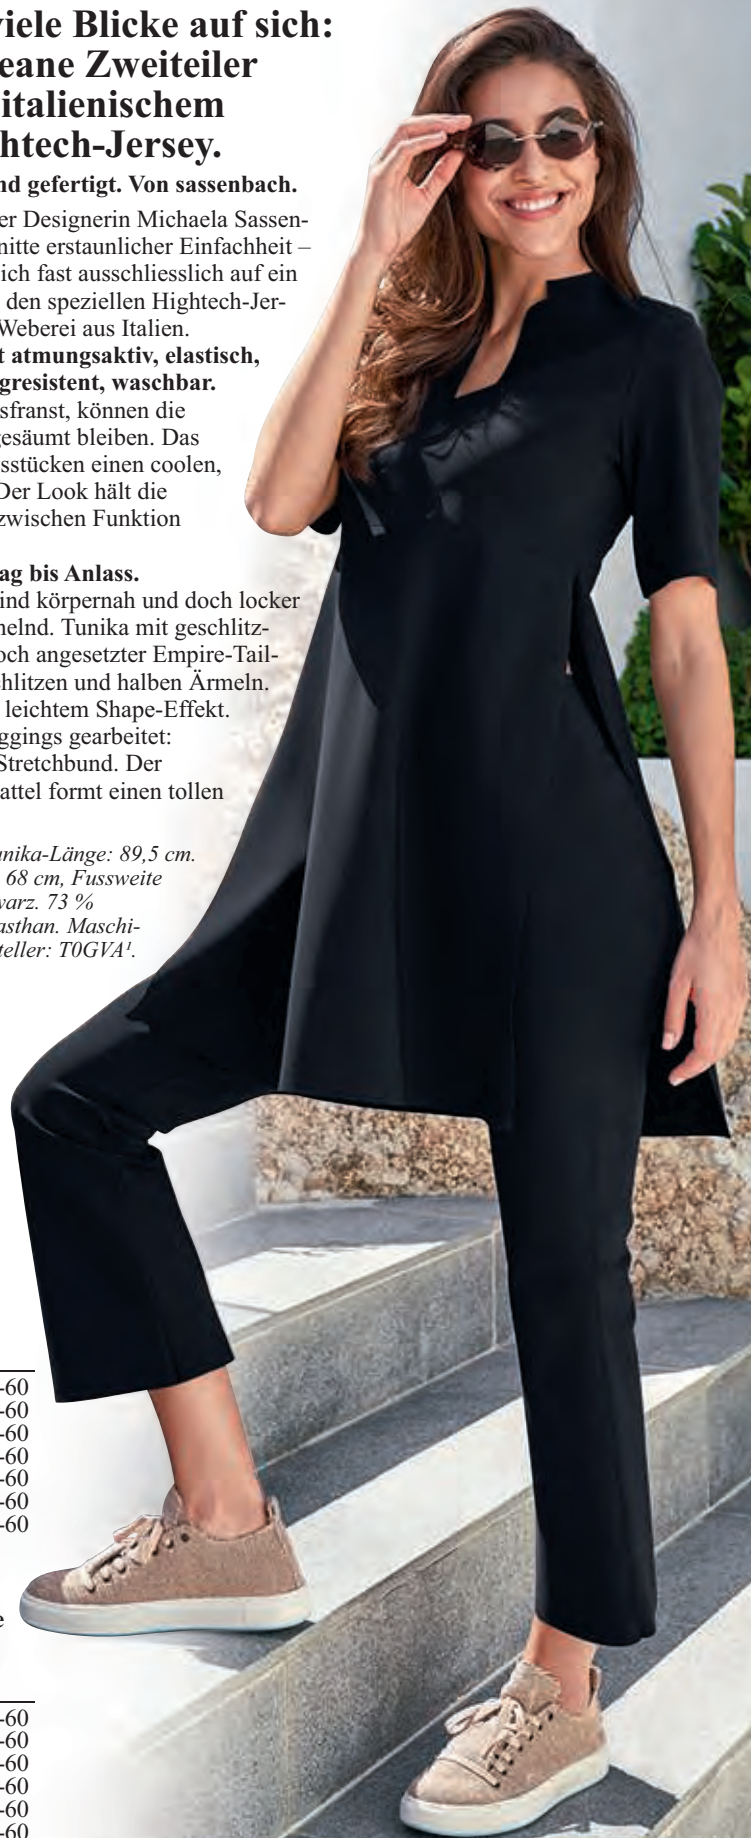 viele Blicke auf sich:
eane Zweiteiler
italienischem
htech-Jersey.
nd gefertigt. Von sassenbach.
er Designerin Michaela Sassen-
nitte erstaunlicher Einfachheit –
ich fast ausschliesslich auf ein
den speziellen Hightech-Jer-
Weberei aus Italien.
t atmungsaktiv, elastisch,
gresistent, waschbar.
sfranst, können die
gesäumt bleiben. Das
sstücken einen coolen,
Der Look hält die
zwischen Funktion
ag bis Anlass.
ind körpernah und doch locker
nelnd. Tunika mit geschlitz-
och angesetzter Empire-Tail-
chlitzen und halben Ärmeln.
leichtem Shape-Effekt.
ggings gearbeitet:
Stretchbund. Der
attel formt einen tollen
unika-Länge: 89,5 cm.
68 cm, Fussweite
warz. 73 %
asthan. Maschi-
teller: T0GVA¹.
-60
-60
-60
-60
-60
-60
-60
e
-60
-60
-60
-60
-60
-60